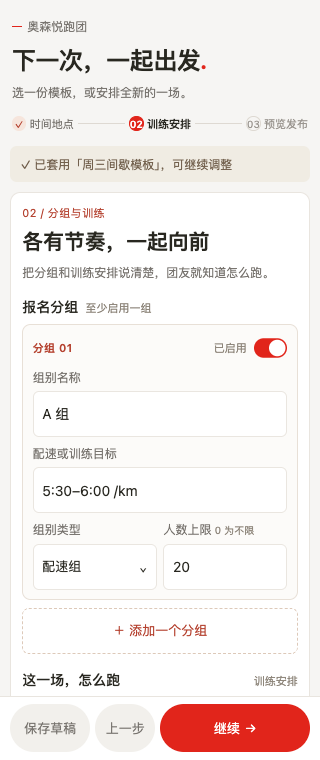 奥森悦跑团
下一次，一起出发.
选一份模板，或安排全新的一场。
时间地点 02 训练安排 03 预览发布
✓ 已套用「周三间歇模板」，可继续调整
02 / 分组与训练
各有节奏，一起向前
把分组和训练安排说清楚，团友就知道怎么跑。
报名分组 至少启用一组
分组 01 已启用
组别名称
A 组
配速或训练目标
5:30–6:00 /km
组别类型 人数上限 0 为不限
配速组 20
＋ 添加一个分组
这一场，怎么跑 训练安排
保存草稿 上一步 继续 →